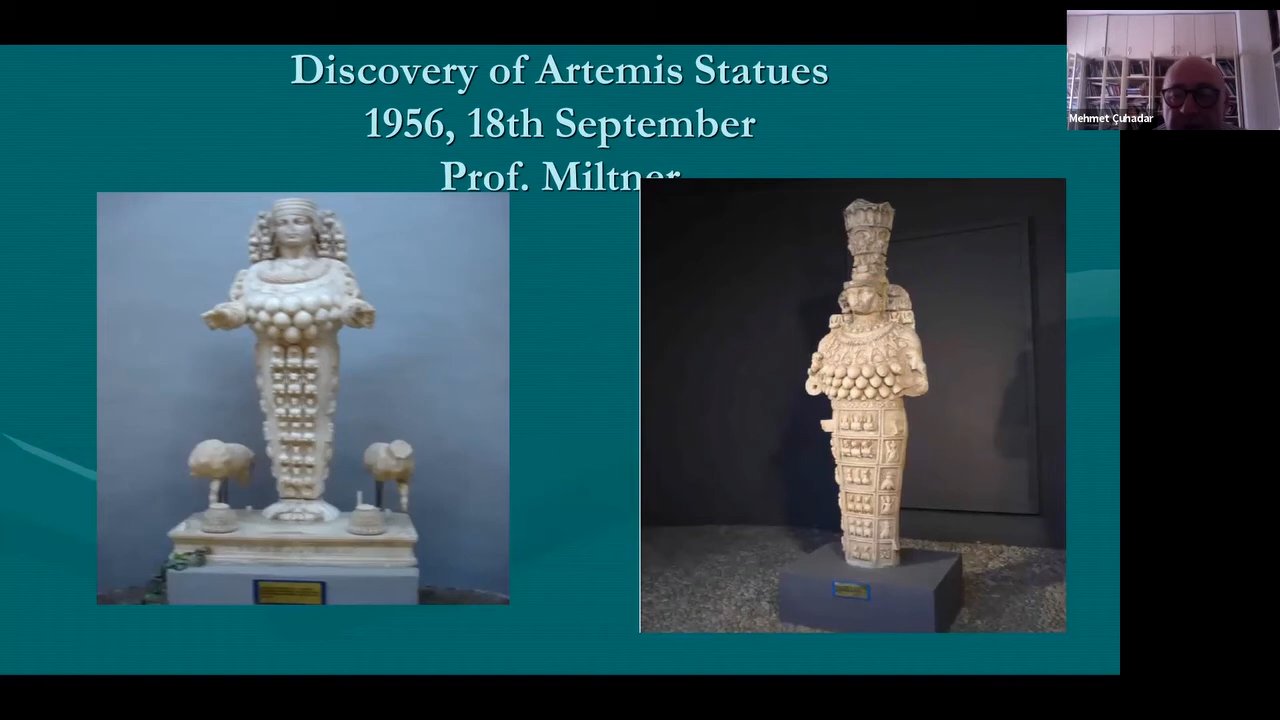 Discovery of Artemis Statues
1956, 18th September
Prof. Miltner
Mehmet Çuhadar